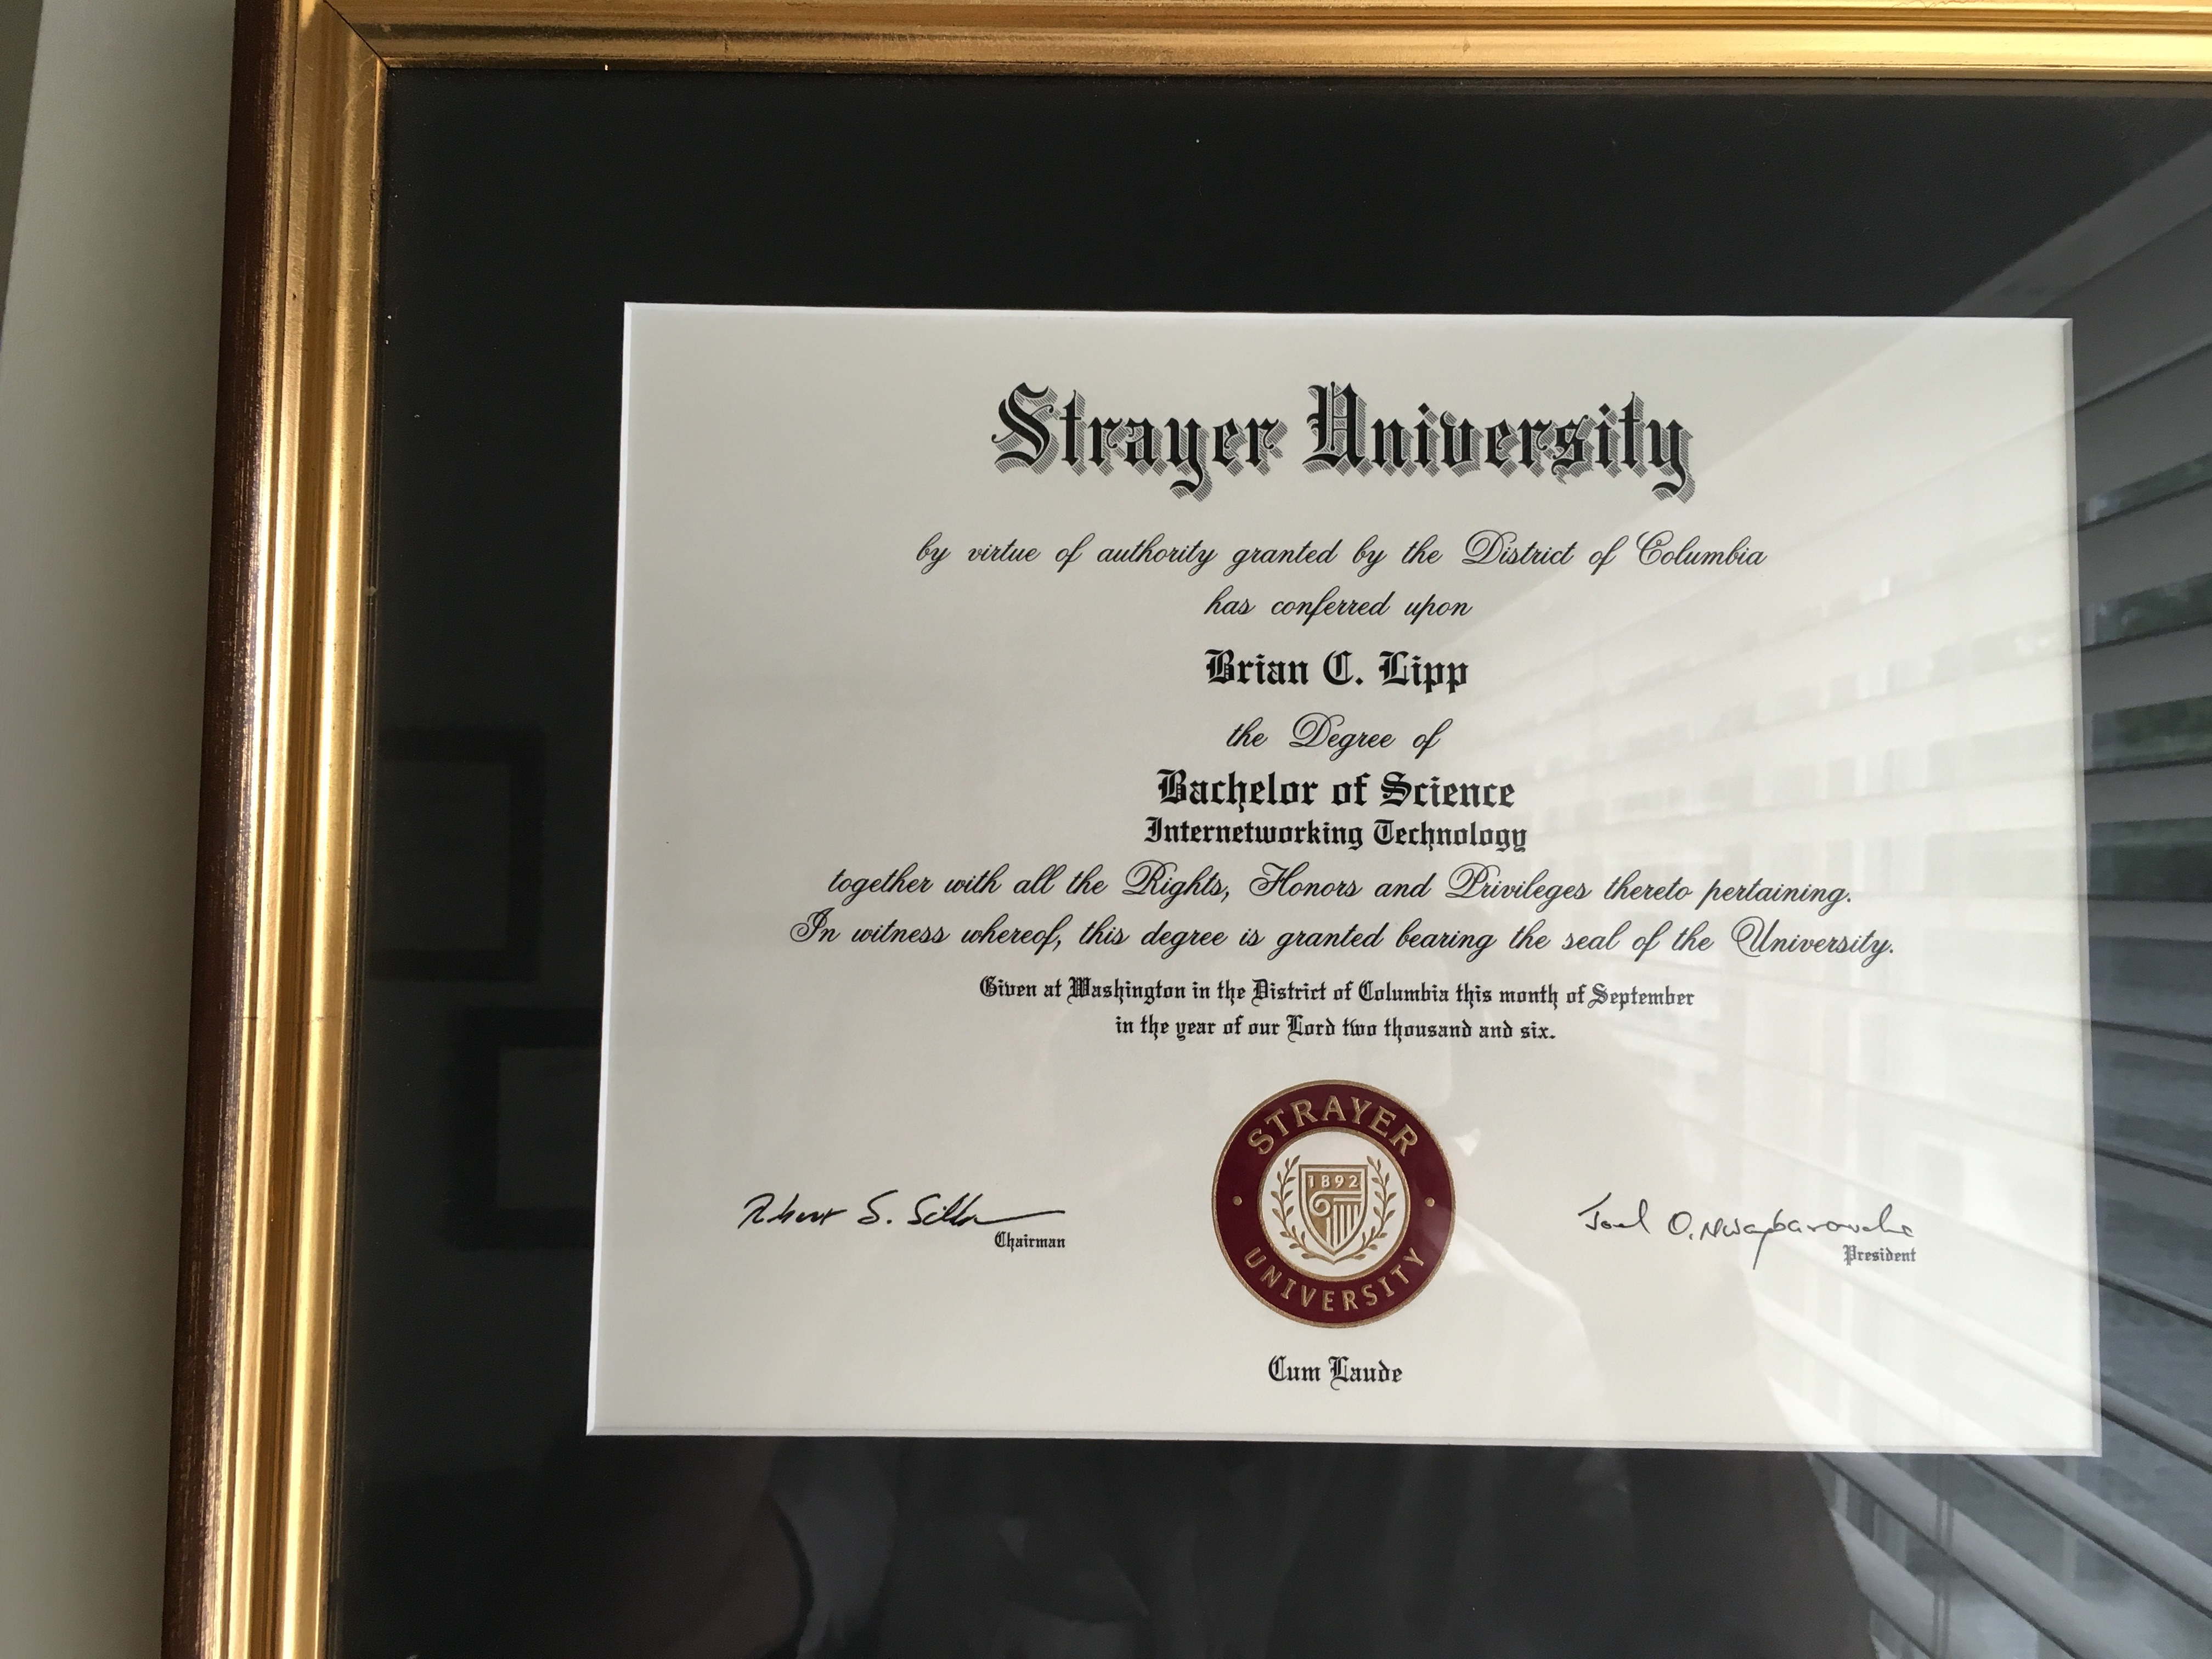 Strayer University
by virtue of authority granted by the District of Columbia
has conferred upon
Brian C. Lipp
the Degree of
Bachelor of Science
Internetworking Technology
together with all the Rights, Honors and Privileges thereto pertaining.
In witness whereof, this degree is granted bearing the seal of the University.
Given at Washington in the District of Columbia this month of September
in the year of our Lord two thousand and six.
STRAYER
1892
UNIVERSITY
Robert S.
Chairman
Joel O.
President
Cum Laude